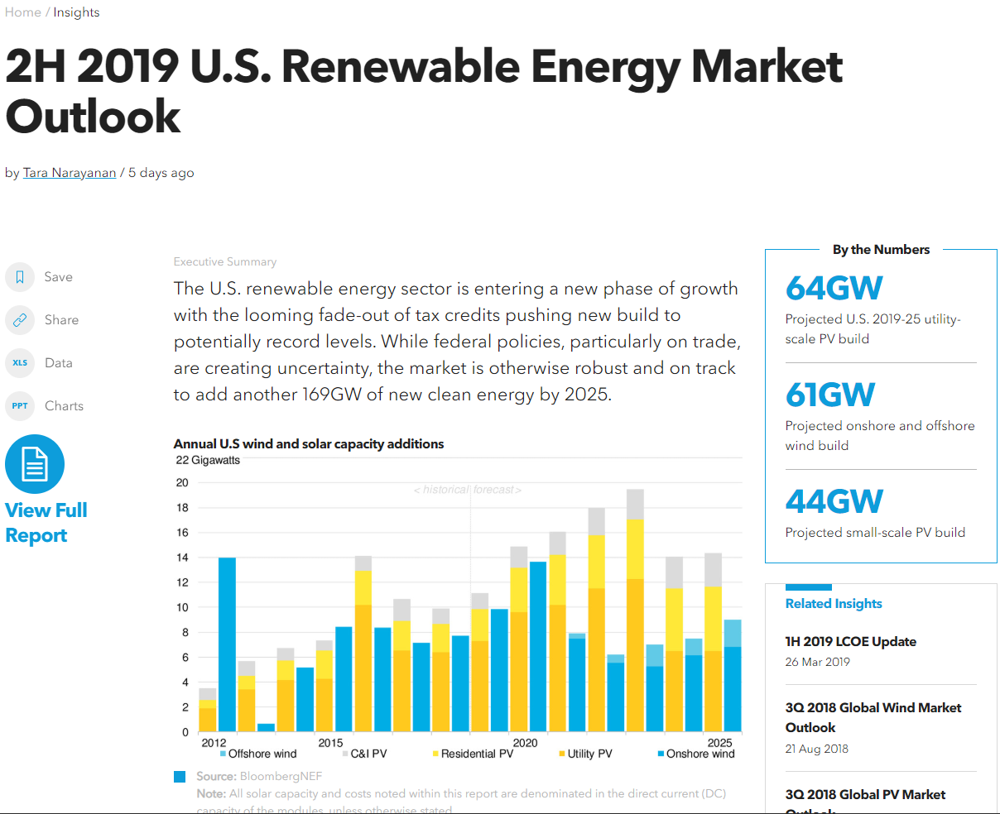 Home / Insights
2H 2019 U.S. Renewable Energy Market
Outlook
by Tara Narayanan / 5 days ago
Save
Share
XLS Data
PPT Charts
View Full
Report
Executive Summary
The U.S. renewable energy sector is entering a new phase of growth
with the looming fade-out of tax credits pushing new build to
potentially record levels. While federal policies, particularly on trade,
are creating uncertainty, the market is otherwise robust and on track
to add another 169GW of new clean energy by 2025.
Annual U.S wind and solar capacity additions
22 Gigawatts
20
< historical forecast >
18
16
14
12
10
8
6
4
2
0
2012 2015 2020 2025
Offshore wind C&I PV Residential PV Utility PV Onshore wind
Source: BloombergNEF
Note: All solar capacity and costs noted within this report are denominated in the direct current (DC)
capacity of the modules, unless otherwise stated
By the Numbers
64GW
Projected U.S. 2019-25 utility-
scale PV build
61GW
Projected onshore and offshore
wind build
44GW
Projected small-scale PV build
Related Insights
1H 2019 LCOE Update
26 Mar 2019
3Q 2018 Global Wind Market
Outlook
21 Aug 2018
3Q 2018 Global PV Market
Outlook